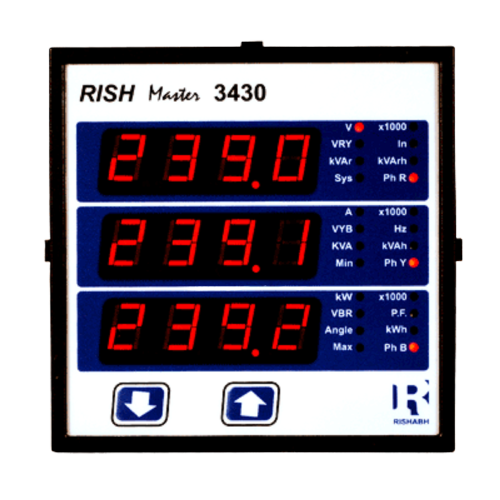 RISH Master 3430
239.0
V x1000
VRY In
kVAr kVArh
Sys Ph R
239.1
A x1000
VYB Hz
KVA kVAh
Min Ph Y
239.2
kW x1000
VBR P.F.
Angle kWh
Max Ph B
R
RISHABH